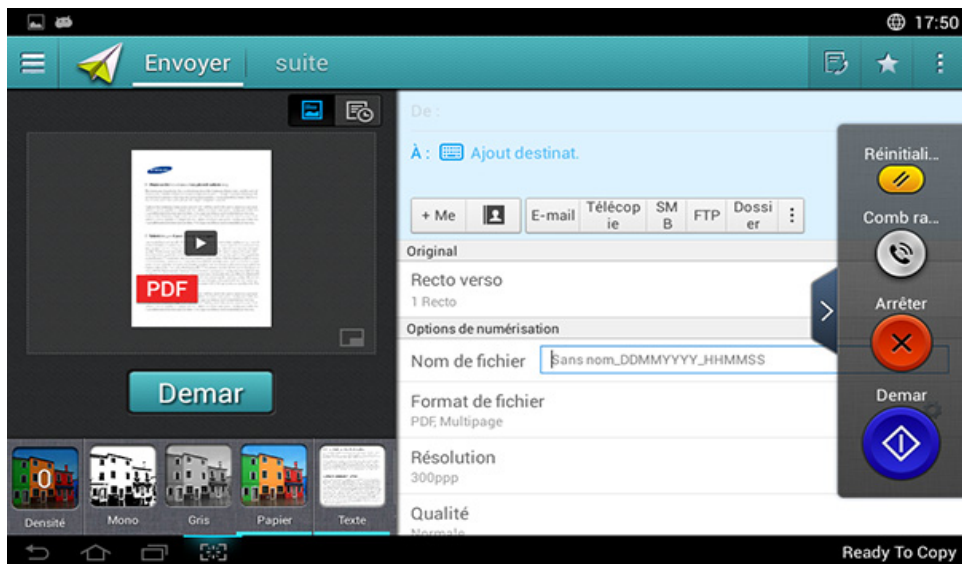 17:50
Envoyer
suite
De :
À :
Ajout destinat.
+ Me
E-mail
Télécop
ie
SM
B
FTP
Dossi
er
Original
Recto verso
1 Recto
Options de numérisation
Nom de fichier
Sans nom_DDMMYYYY_HHMMSS
Format de fichier
PDF, Multipage
Résolution
300ppp
Qualité
Normale
PDF
Demar
0
Densité
Mono
Gris
Papier
Texte
Réinitiali...
Comb ra...
Arrêter
Demar
Ready To Copy